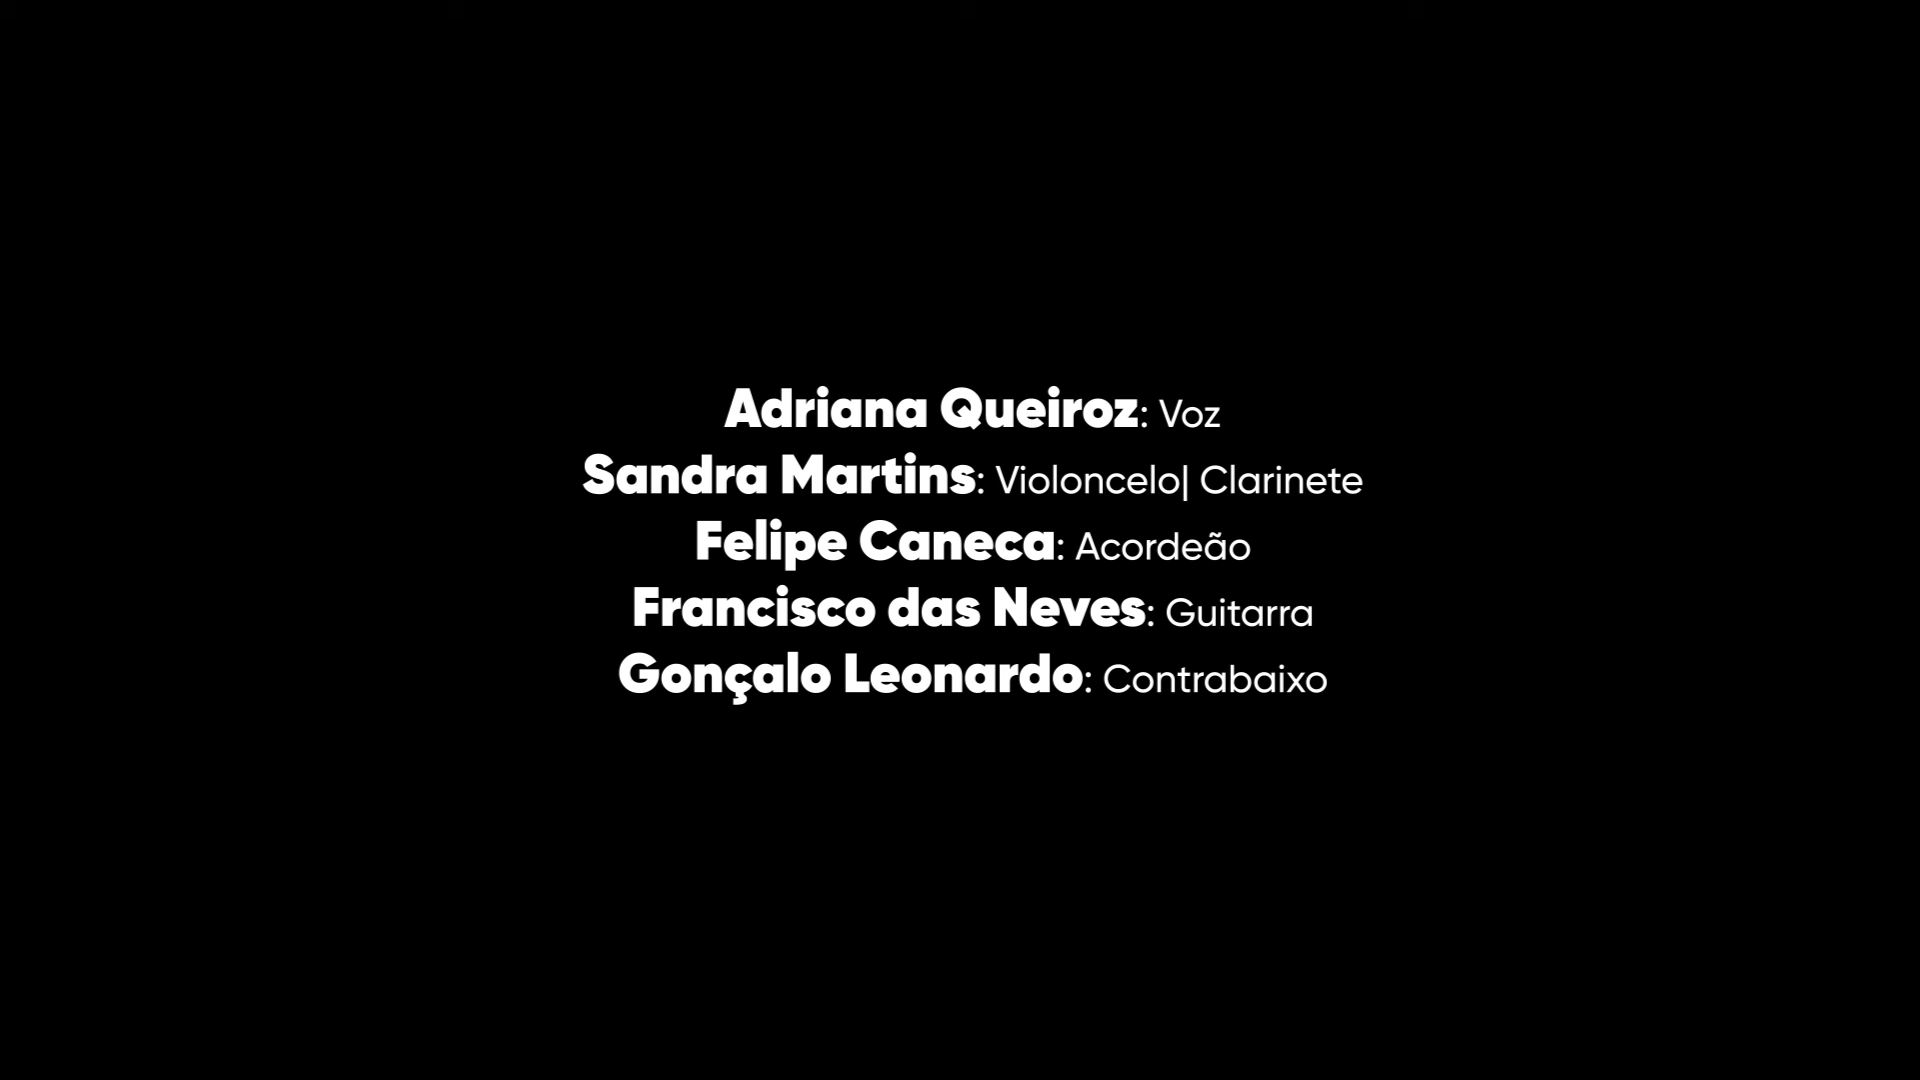 Adriana Queiroz: Voz
Sandra Martins: Violoncelo| Clarinete
Felipe Caneca: Acordeão
Francisco das Neves: Guitarra
Gonçalo Leonardo: Contrabaixo